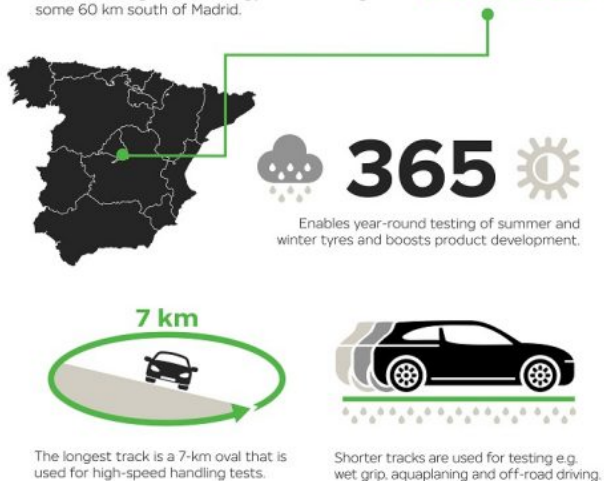 some 60 km south of Madrid.
365
Enables year-round testing of summer and
winter tyres and boosts product development.
7 km
The longest track is a 7-km oval that is
used for high-speed handling tests.
Shorter tracks are used for testing e.g.
wet grip, aquaplaning and off-road driving.